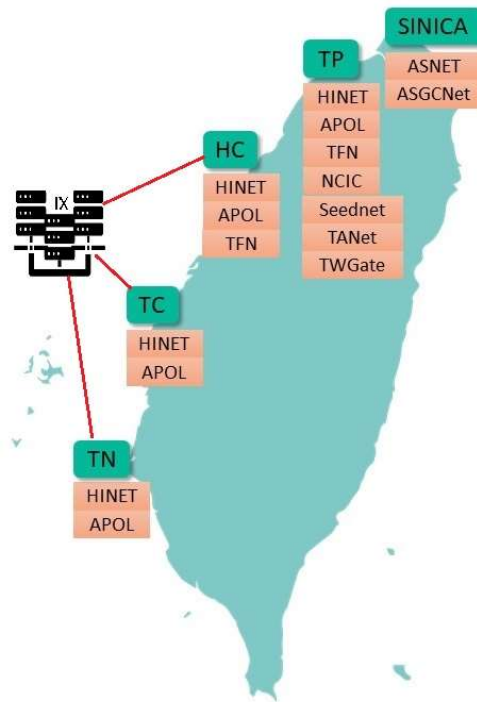 SINICA
ASNET
ASGCNet
TP
HINET
APOL
TFN
NCIC
Seednet
TANet
TWGate
HC
HINET
APOL
TFN
IX
TC
HINET
APOL
TN
HINET
APOL